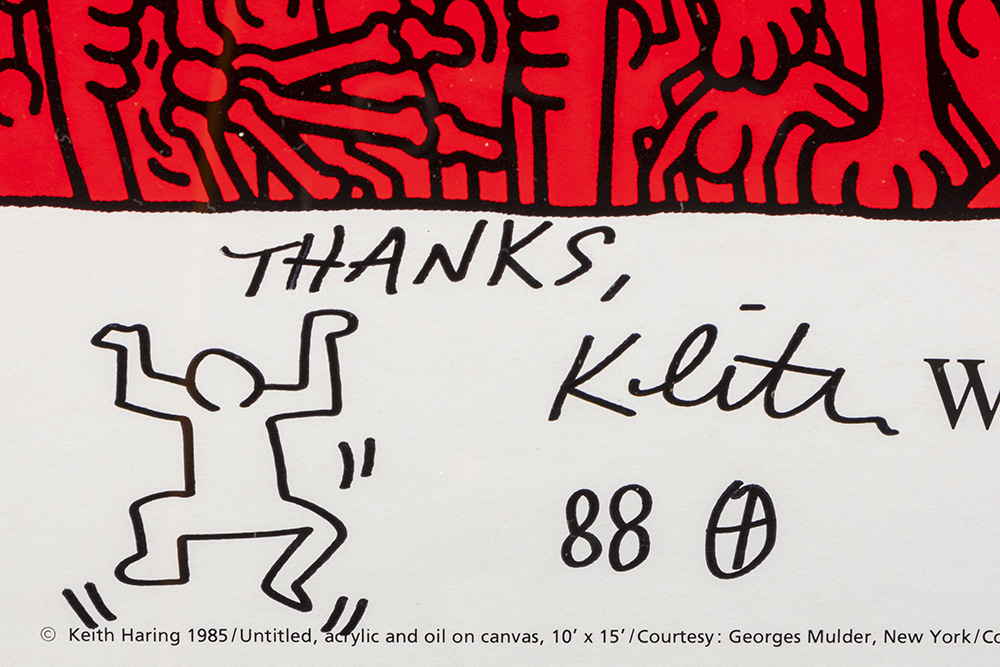 THANKS,
Keith W
88
© Keith Haring 1985/Untitled, acrylic and oil on canvas, 10' x 15'/Courtesy: Georges Mulder, New York/Co